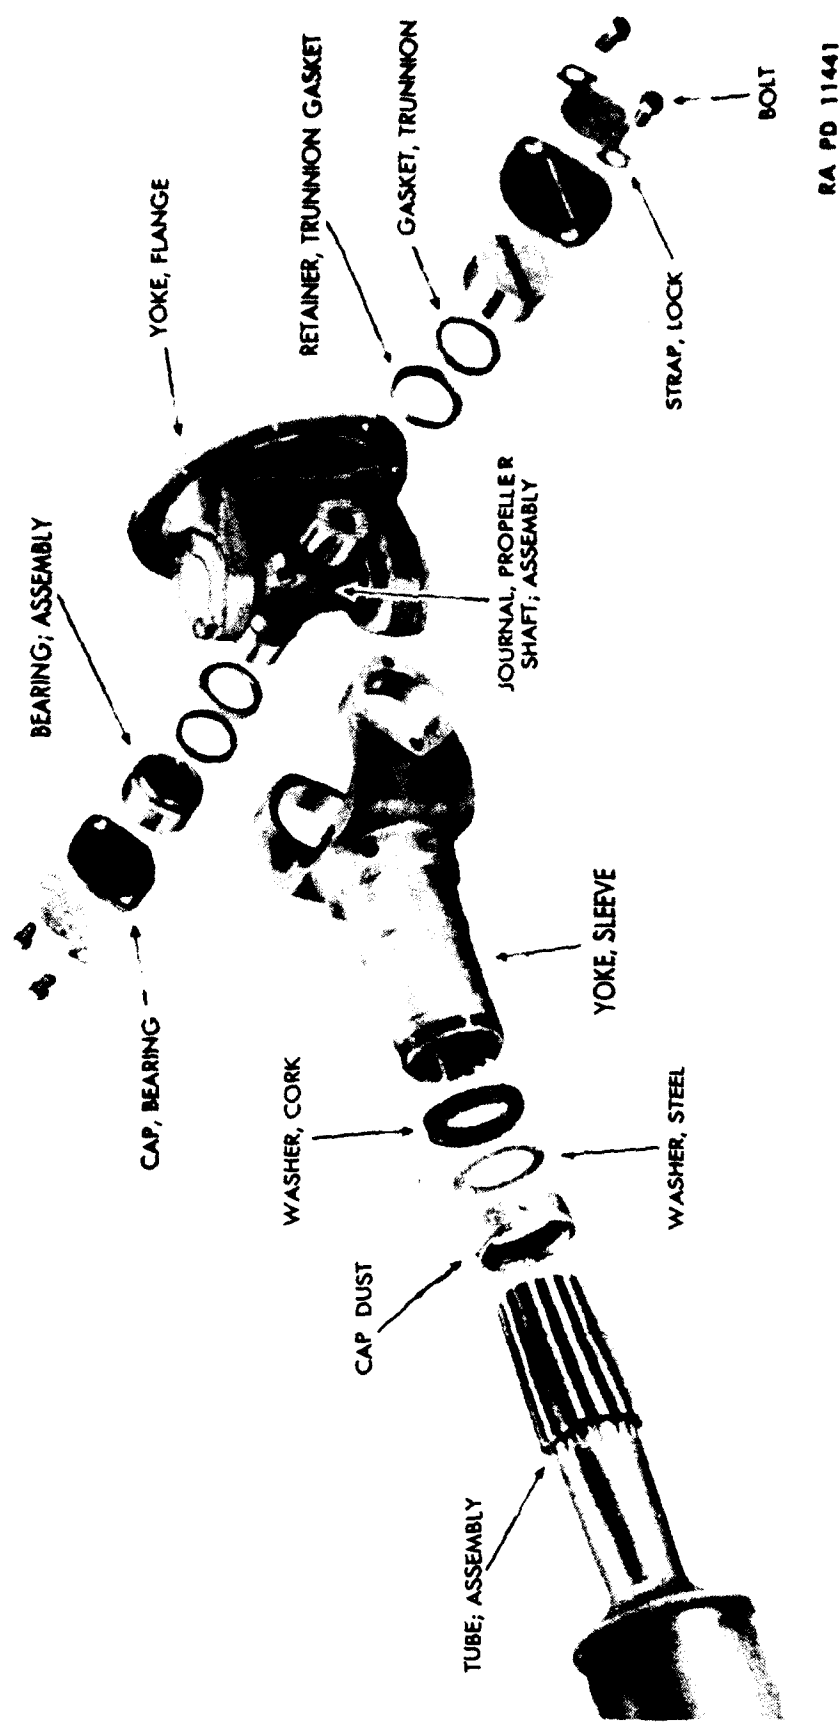 YOKE, FLANGE
RETAINER, TRUNNION GASKET
GASKET, TRUNNION
BEARING; ASSEMBLY
BOLT
STRAP, LOCK
JOURNAL, PROPELLER
SHAFT; ASSEMBLY
CAP, BEARING
YOKE, SLEEVE
WASHER, CORK
WASHER, STEEL
CAP DUST
TUBE; ASSEMBLY
RA PD 11441